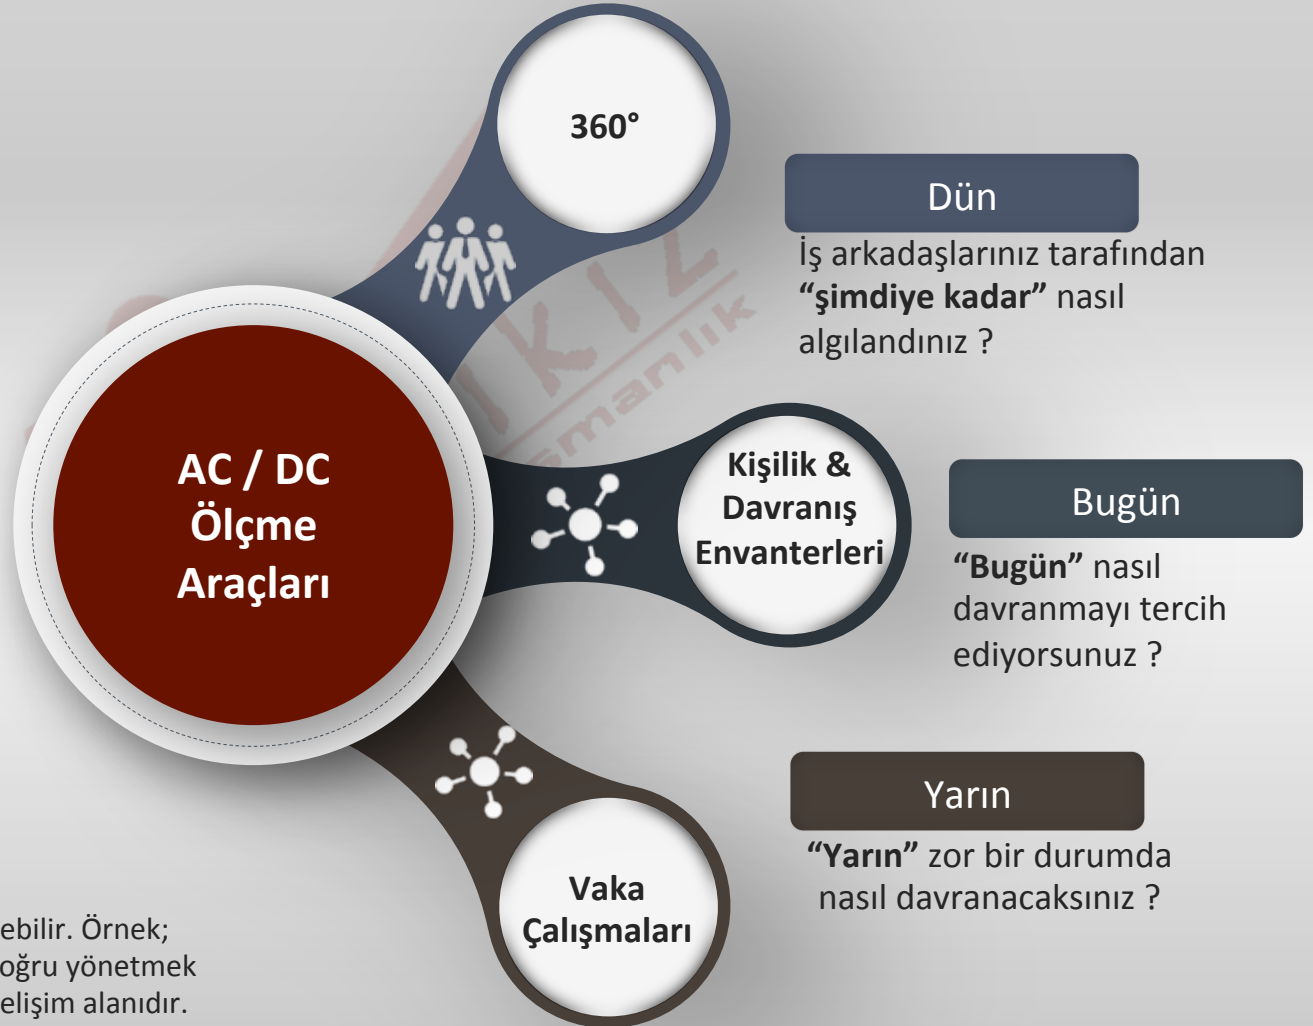 360°
Dün
İş arkadaşlarınız tarafından
“şimdiye kadar” nasıl
algılandınız ?
AC / DC
Ölçme
Araçları
Kişilik &
Davranış
Envanterleri
Bugün
“Bugün” nasıl
davranmayı tercih
ediyorsunuz ?
Yarın
“Yarın” zor bir durumda
nasıl davranacaksınız ?
Vaka
Çalışmaları
ebilir. Örnek;
oğru yönetmek
elişim alanıdır.